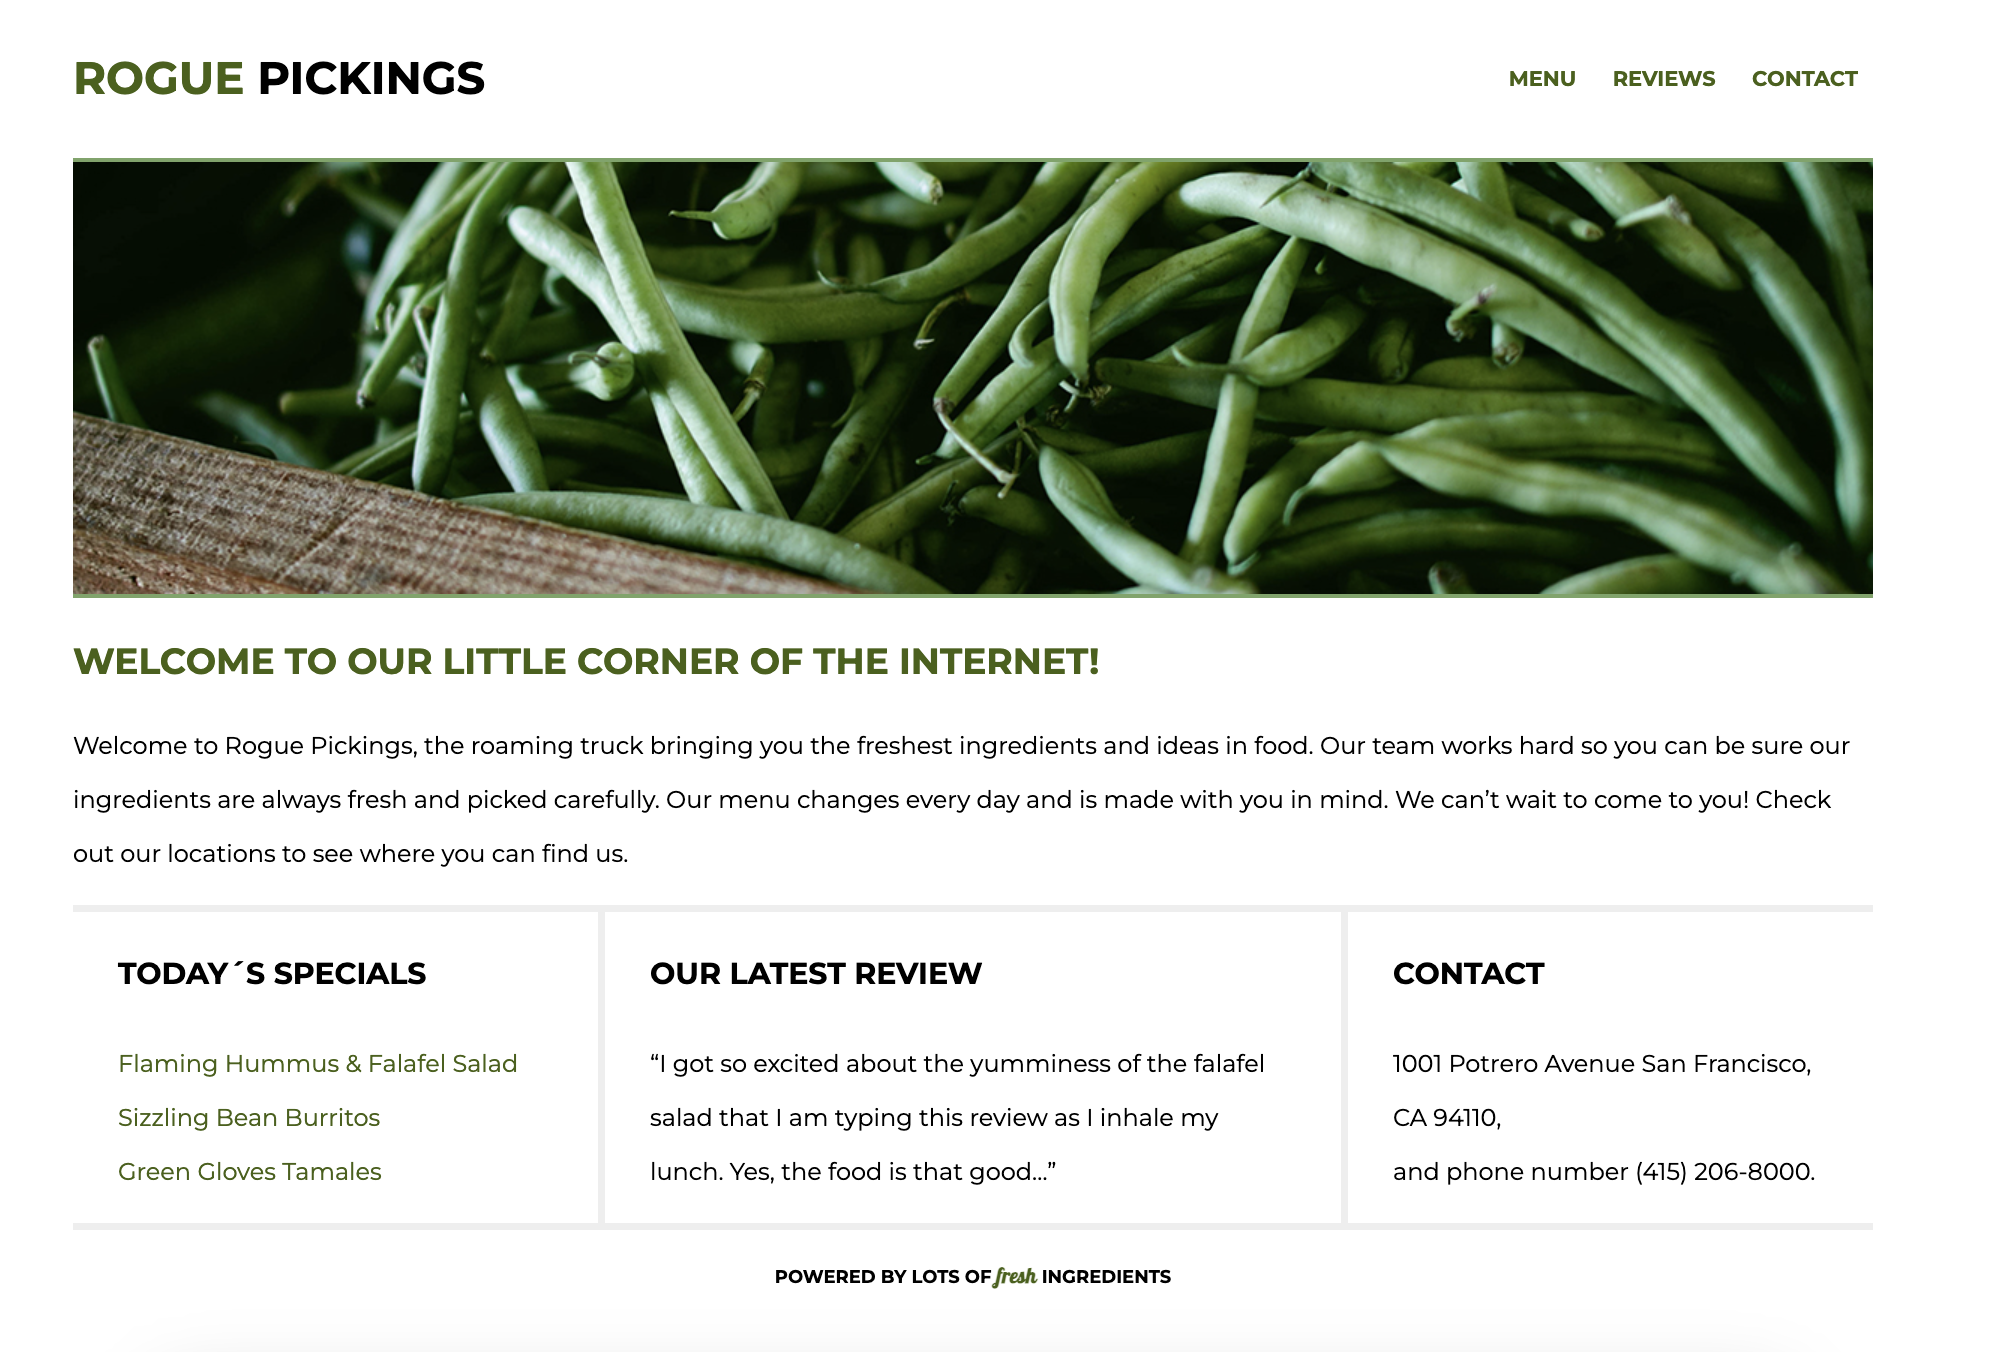 ROGUE PICKINGS
MENU REVIEWS CONTACT
WELCOME TO OUR LITTLE CORNER OF THE INTERNET!
Welcome to Rogue Pickings, the roaming truck bringing you the freshest ingredients and ideas in food. Our team works hard so you can be sure our
ingredients are always fresh and picked carefully. Our menu changes every day and is made with you in mind. We can’t wait to come to you! Check
out our locations to see where you can find us.
TODAY´S SPECIALS
Flaming Hummus & Falafel Salad
Sizzling Bean Burritos
Green Gloves Tamales
OUR LATEST REVIEW
“I got so excited about the yumminess of the falafel
salad that I am typing this review as I inhale my
lunch. Yes, the food is that good...”
CONTACT
1001 Potrero Avenue San Francisco,
CA 94110,
and phone number (415) 206-8000.
POWERED BY LOTS OF fresh INGREDIENTS